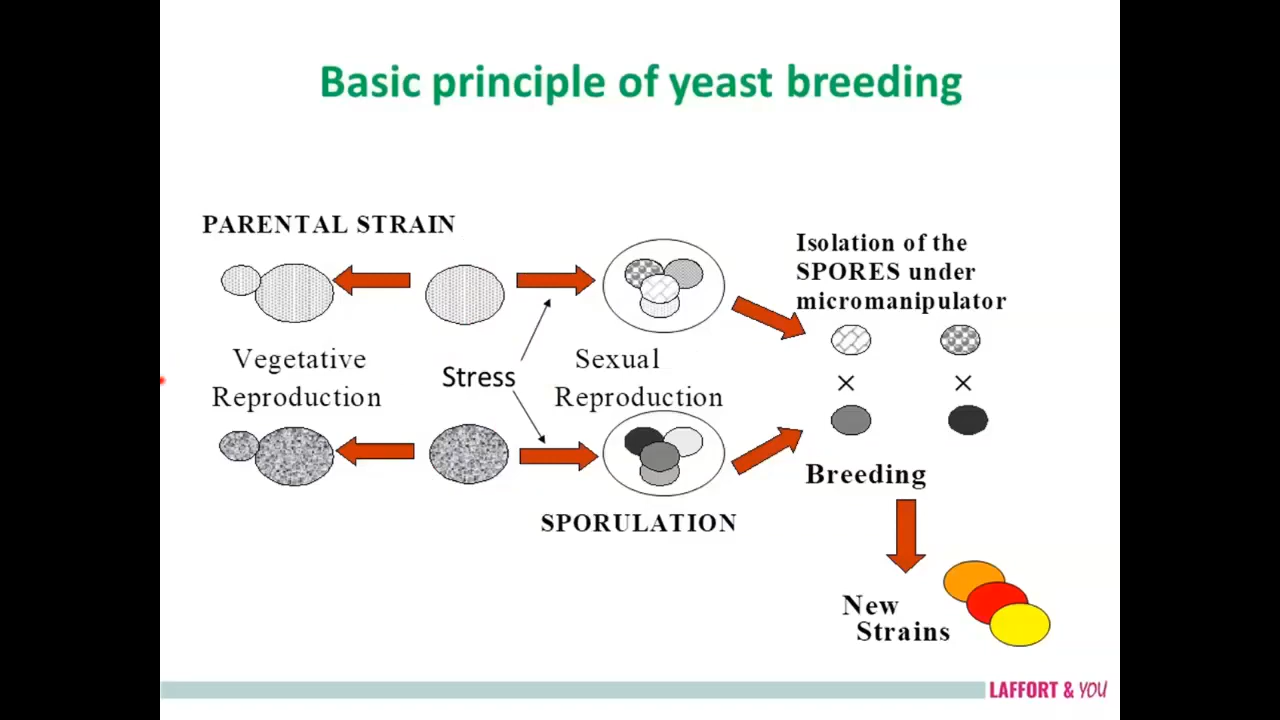 Basic principle of yeast breeding
PARENTAL STRAIN
Isolation of the
SPORES under
micromanipulator
Vegetative
Reproduction
Stress
Sexual
Reproduction
×
×
Breeding
SPORULATION
New
Strains
LAFFORT & YOU